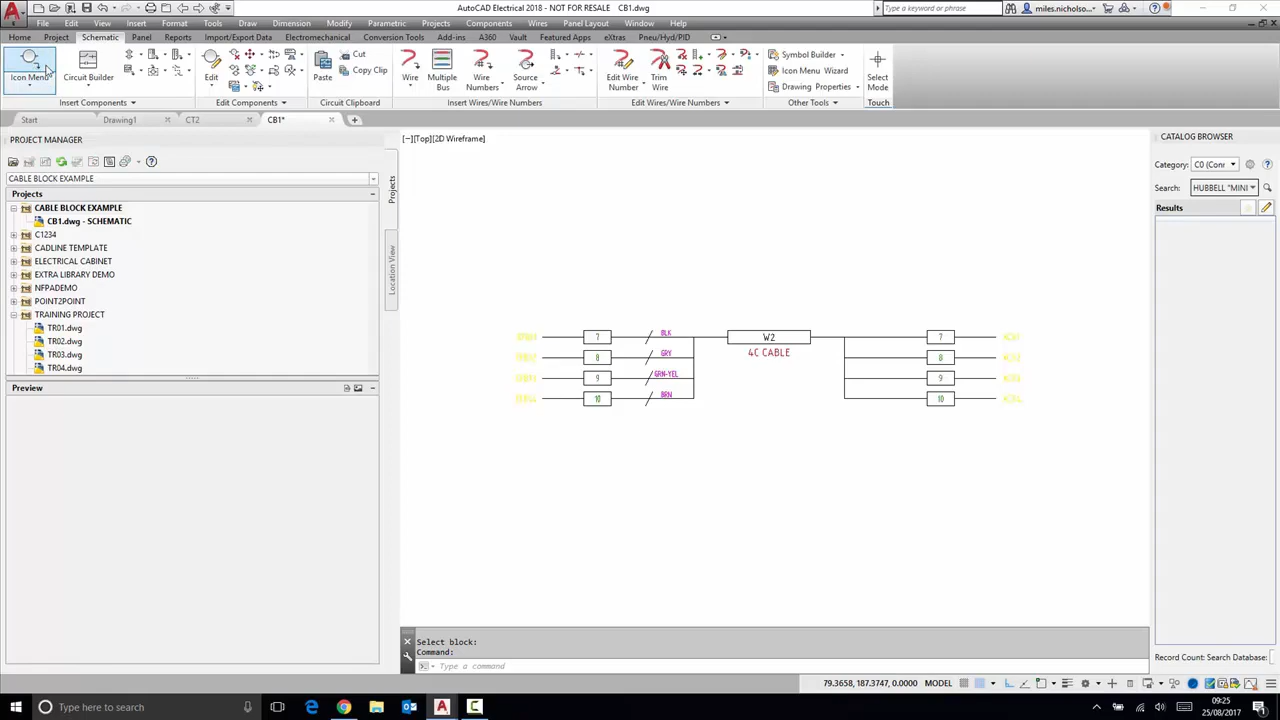 AutoCAD Electrical 2018 - NOT FOR RESALE CB1.dwg
Type a keyword or phrase
miles.nicholso...
File Edit View Insert Format Tools Draw Dimension Modify Parametric Projects Components Wires Panel Layout Window Help
Home Project Schematic Panel Reports Import/Export Data Electromechanical Conversion Tools Add-ins A360 Vault Featured Apps eXtras Pneu/Hyd/PID
Icon Menu
Circuit Builder
Edit
Paste
Cut
Copy Clip
Wire
Multiple Bus
Wire Numbers
Source Arrow
Edit Wire Number
Trim Wire
Symbol Builder
Icon Menu Wizard
Drawing Properties
Select Mode
Insert Components
Edit Components
Circuit Clipboard
Insert Wires/Wire Numbers
Edit Wires/Wire Numbers
Other Tools
Touch
Start
Drawing1
CT2
CB1*
PROJECT MANAGER
CABLE BLOCK EXAMPLE
Projects
CABLE BLOCK EXAMPLE
CB1.dwg - SCHEMATIC
C1234
CADLINE TEMPLATE
ELECTRICAL CABINET
EXTRA LIBRARY DEMO
NFPADEMO
POINT2POINT
TRAINING PROJECT
TR01.dwg
TR02.dwg
TR03.dwg
TR04.dwg
Preview
Projects
Location View
[−][Top][2D Wireframe]
7 BLK W2 7
8 GRY 4C CABLE 8
9 GRN-YEL 9
10 BRN 10
CATALOG BROWSER
Category: C0 (Conn
Search: HUBBELL "MINI
Results
Record Count: Search Database:
Select block:
Command:
Type a command
79.3658, 187.3747, 0.0000 MODEL
Type here to search
09:25
25/08/2017